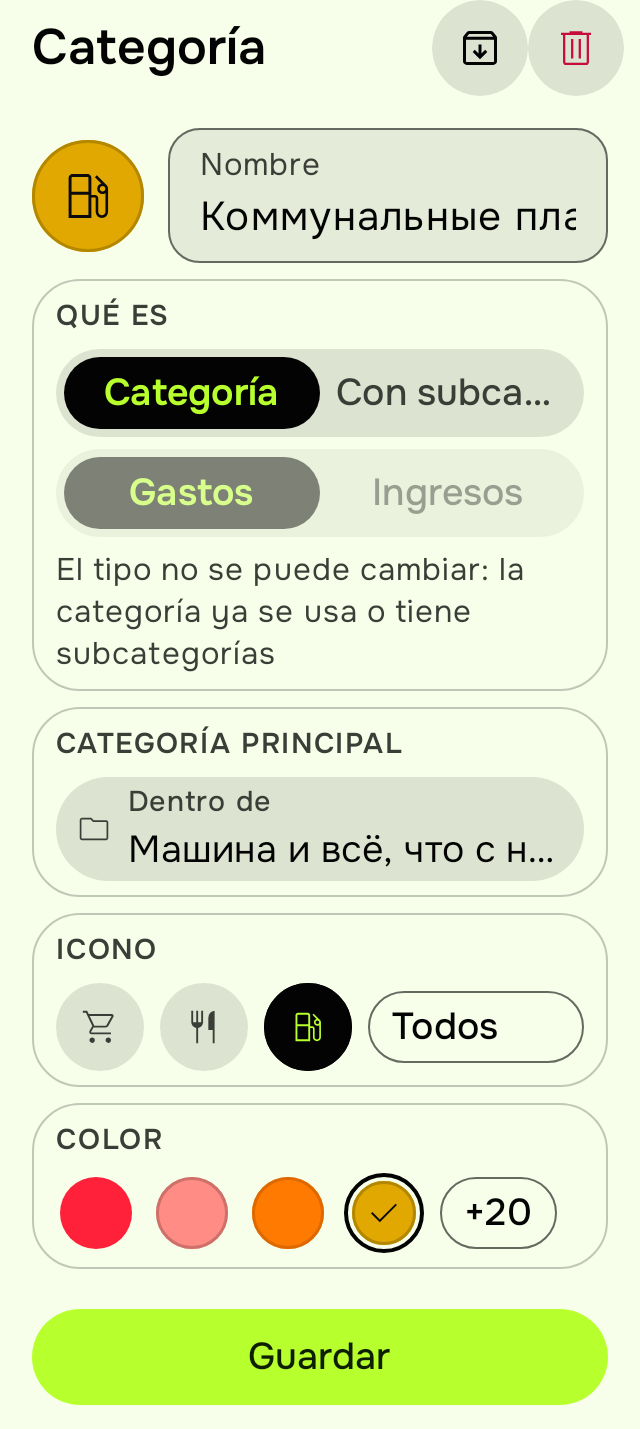 Categoría
Nombre
Коммунальные пла
QUÉ ES
Categoría
Con subca...
Gastos
Ingresos
El tipo no se puede cambiar: la
categoría ya se usa o tiene
subcategorías
CATEGORÍA PRINCIPAL
Dentro de
Машина и всё, что с н...
ICONO
Todos
COLOR
+20
Guardar